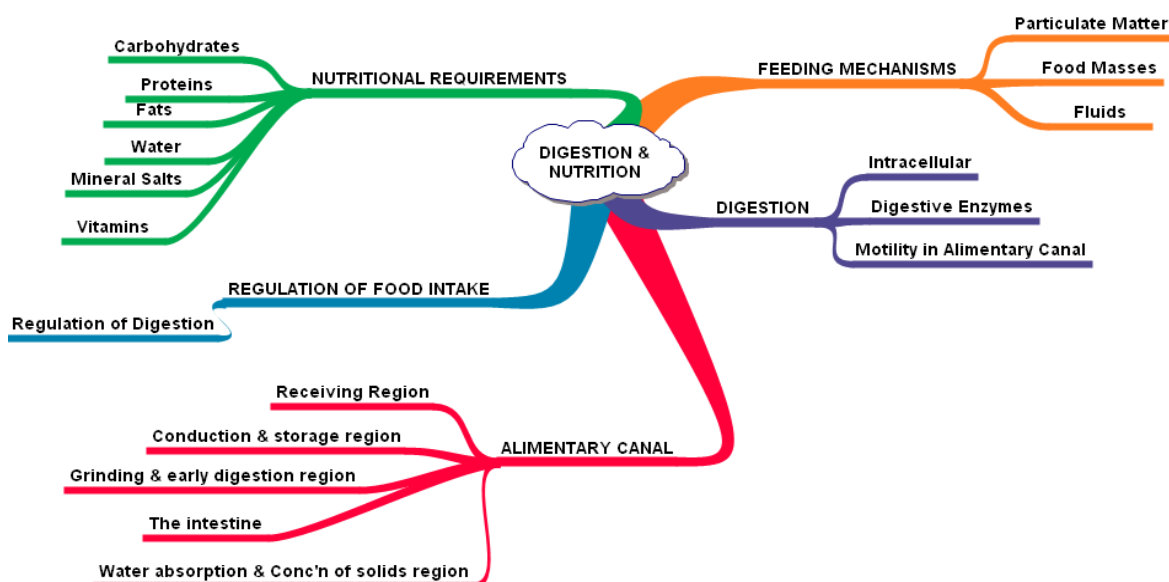 DIGESTION &
NUTRITION
NUTRITIONAL REQUIREMENTS
Carbohydrates
Proteins
Fats
Water
Mineral Salts
Vitamins
FEEDING MECHANISMS
Particulate Matter
Food Masses
Fluids
DIGESTION
Intracellular
Digestive Enzymes
Motility in Alimentary Canal
REGULATION OF FOOD INTAKE
Regulation of Digestion
ALIMENTARY CANAL
Receiving Region
Conduction & storage region
Grinding & early digestion region
The intestine
Water absorption & Conc'n of solids region